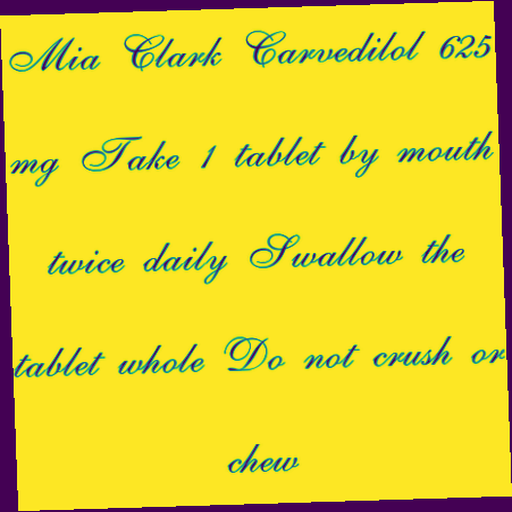 Mia Clark Carvedilol 625
mg Take 1 tablet by mouth
twice daily Swallow the
tablet whole Do not crush or
chew